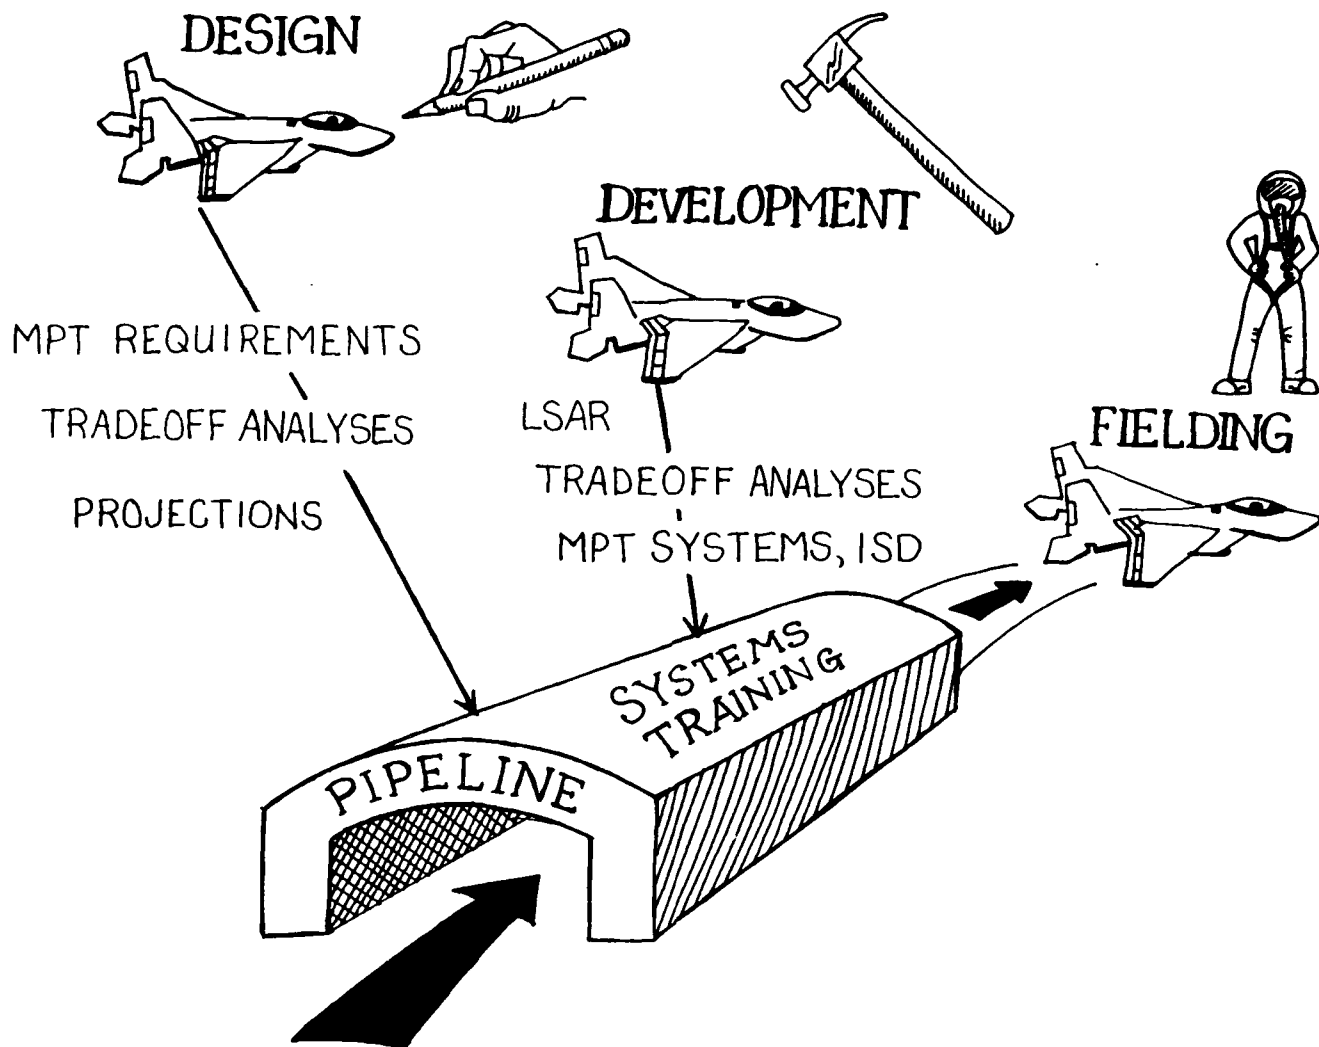 DESIGN
DEVELOPMENT
MPT REQUIREMENTS
TRADEOFF ANALYSES
PROJECTIONS
LSAR
TRADEOFF ANALYSES
MPT SYSTEMS, ISD
FIELDING
SYSTEMS
TRAINING
PIPELINE